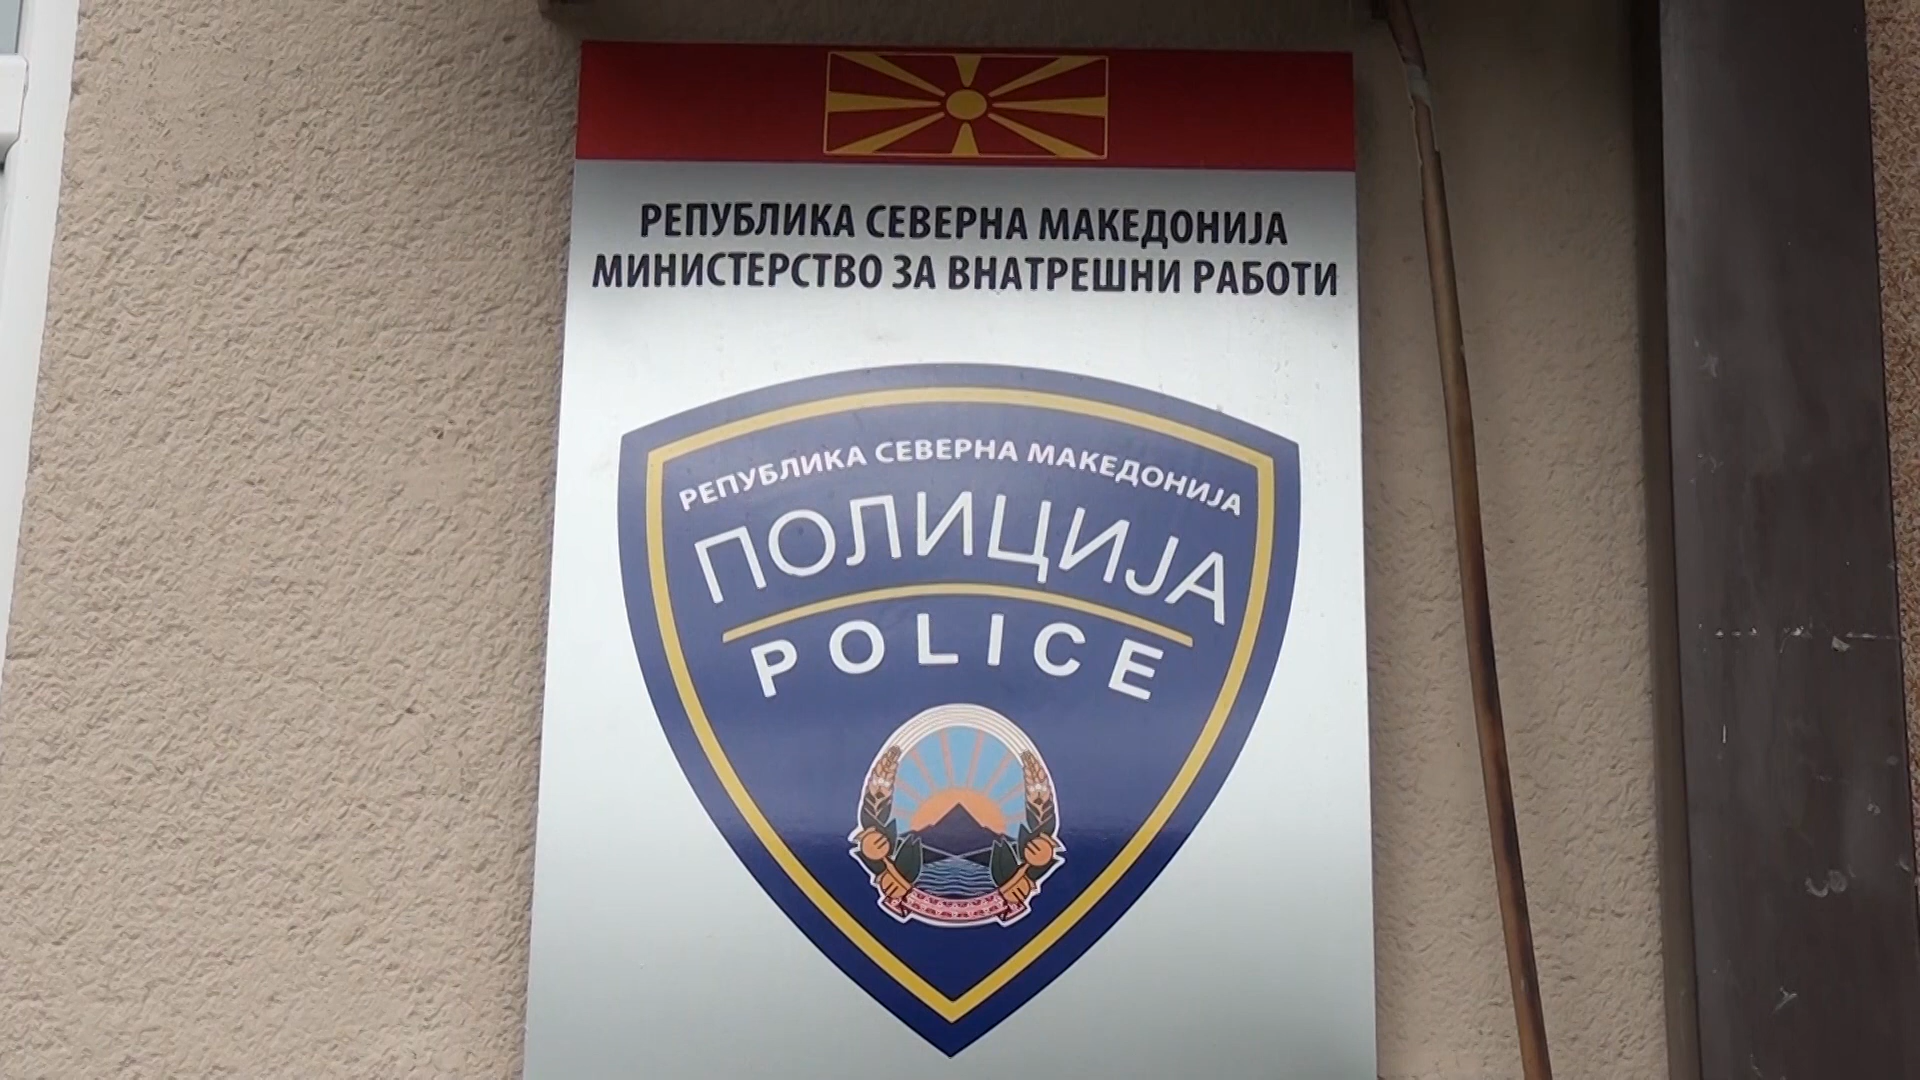 РЕПУБЛИКА СЕВЕРНА МАКЕДОНИЈА
МИНИСТЕРСТВО ЗА ВНАТРЕШНИ РАБОТИ
РЕПУБЛИКА СЕВЕРНА МАКЕДОНИЈА
ПОЛИЦИЈА
POLICE